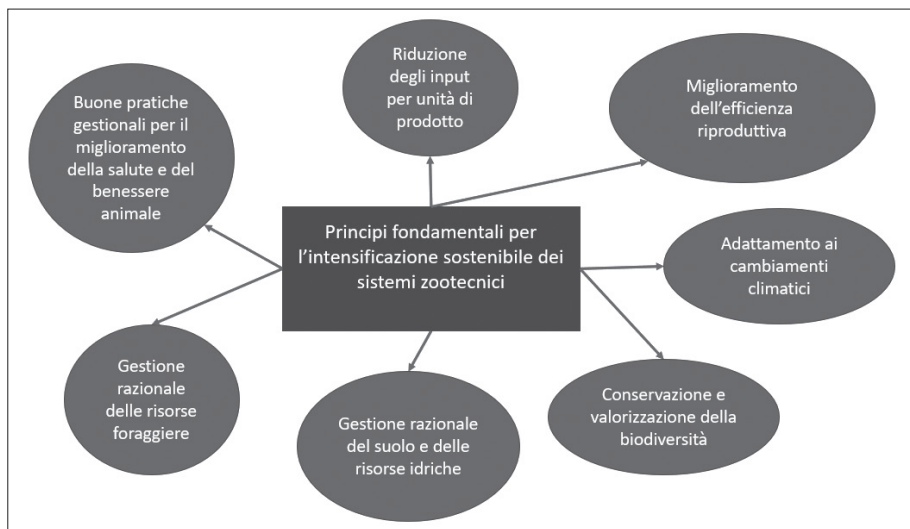 Principi fondamentali per
l'intensificazione sostenibile dei
sistemi zootecnici
Buone pratiche
gestionali per il
miglioramento
della salute e del
benessere
animale
Riduzione
degli input
per unità di
prodotto
Miglioramento
dell'efficienza
riproduttiva
Adattamento ai
cambiamenti
climatici
Conservazione e
valorizzazione della
biodiversità
Gestione razionale
del suolo e delle
risorse idriche
Gestione
razionale
delle risorse
foraggiere